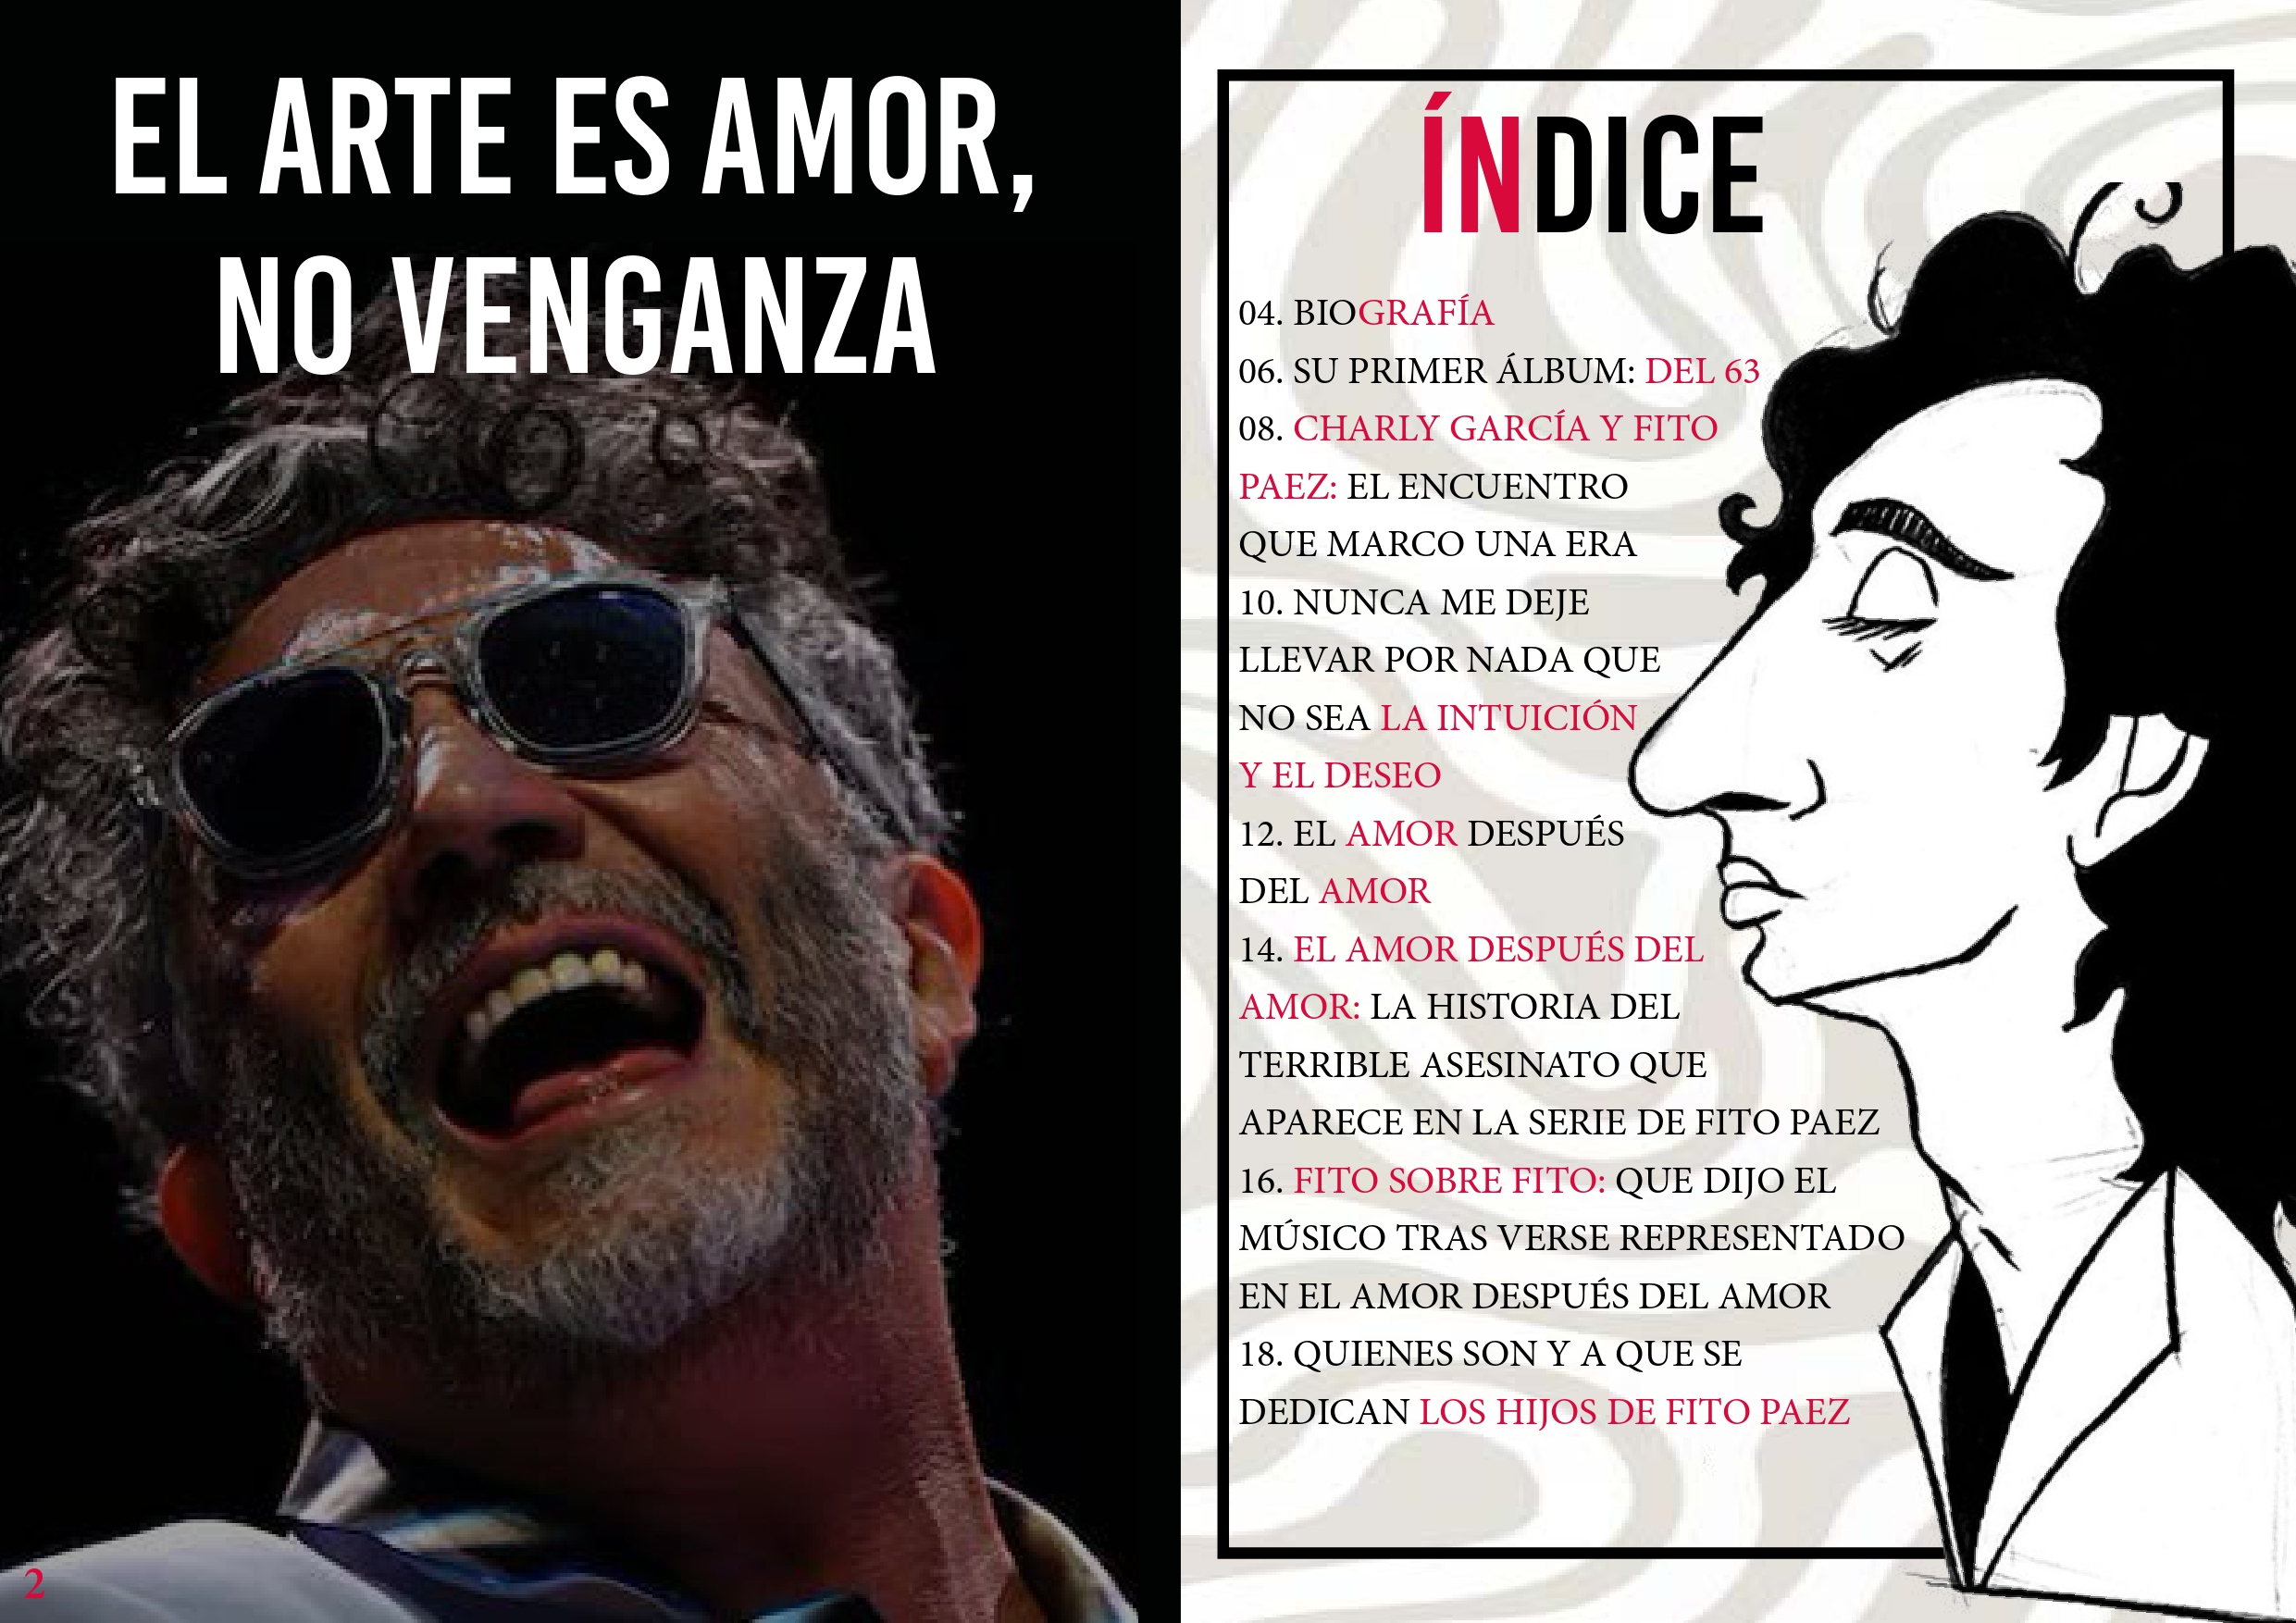 EL ARTE ES AMOR,
NO VENGANZA
2
ÍNDICE
04. BIOGRAFÍA
06. SU PRIMER ÁLBUM: DEL 63
08. CHARLY GARCÍA Y FITO
PAEZ: EL ENCUENTRO
QUE MARCO UNA ERA
10. NUNCA ME DEJE
LLEVAR POR NADA QUE
NO SEA LA INTUICIÓN
Y EL DESEO
12. EL AMOR DESPUÉS
DEL AMOR
14. EL AMOR DESPUÉS DEL
AMOR: LA HISTORIA DEL
TERRIBLE ASESINATO QUE
APARECE EN LA SERIE DE FITO PAEZ
16. FITO SOBRE FITO: QUE DIJO EL
MÚSICO TRAS VERSE REPRESENTADO
EN EL AMOR DESPUÉS DEL AMOR
18. QUIENES SON Y A QUE SE
DEDICAN LOS HIJOS DE FITO PAEZ